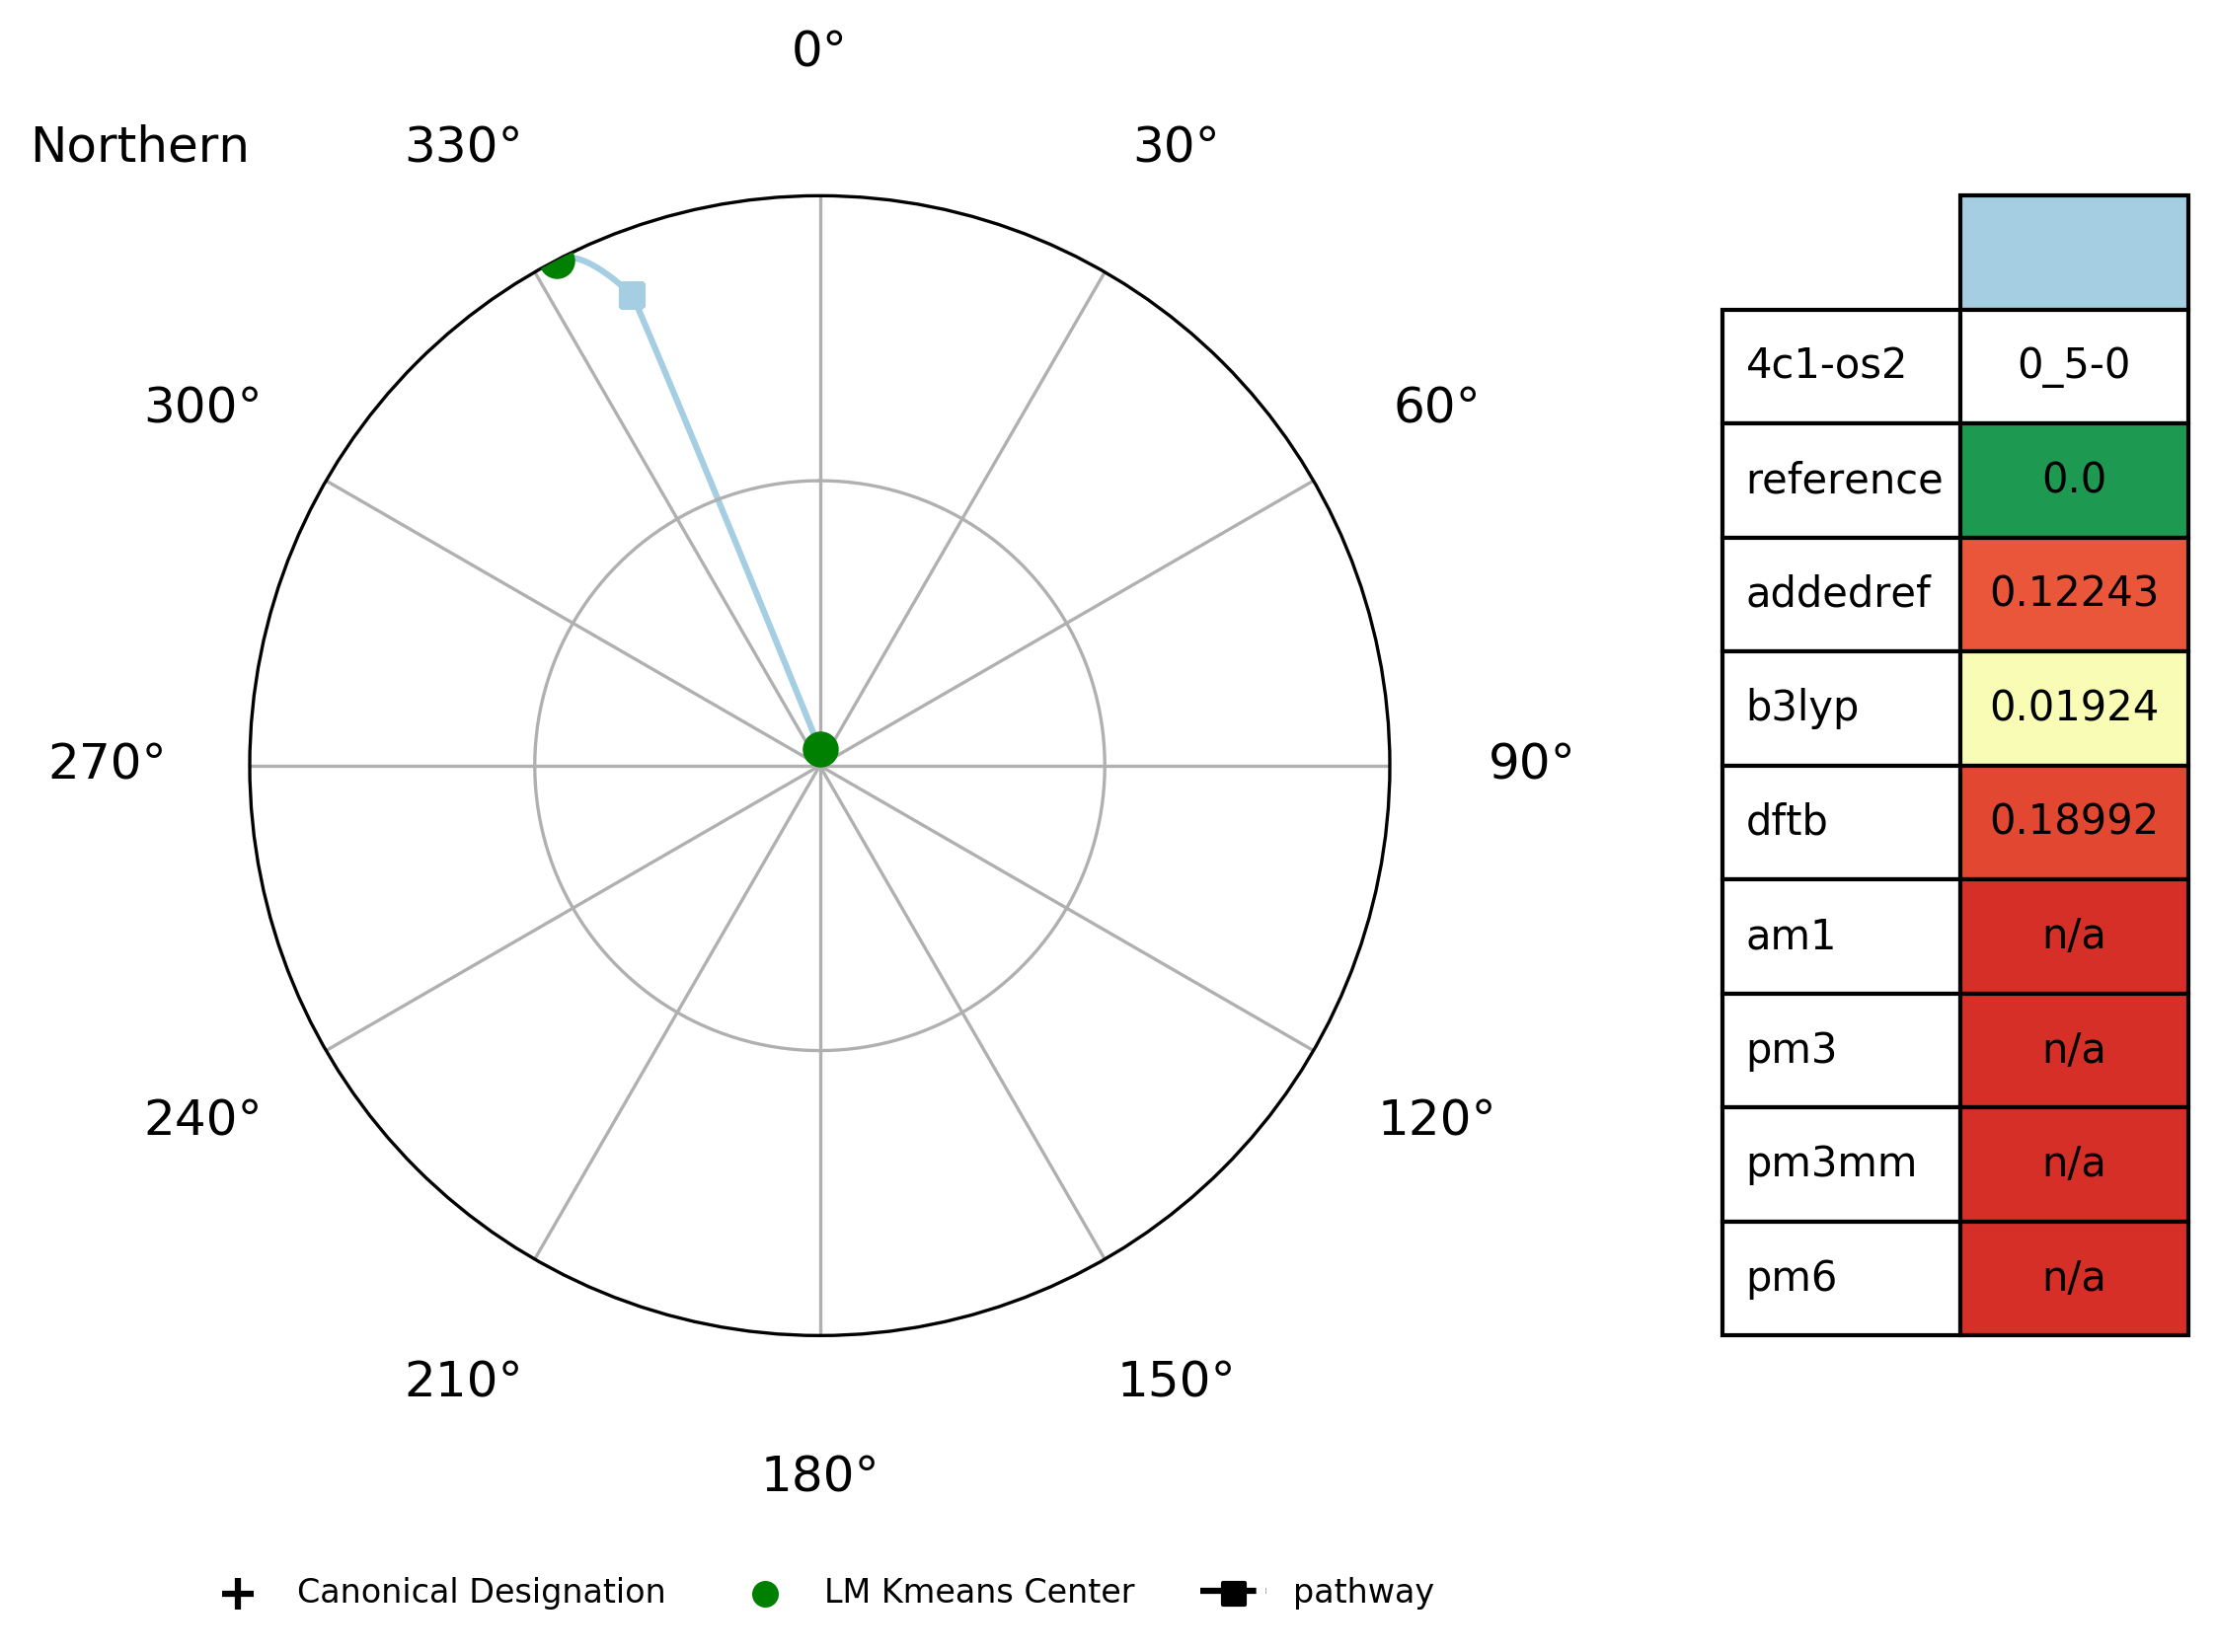 0°
Northern
330°
30°
300°
60°
270°
90°
240°
120°
210°
150°
180°
4c1-os2 0_5-0
reference 0.0
addedref 0.12243
b3lyp 0.01924
dftb 0.18992
am1 n/a
pm3 n/a
pm3mm n/a
pm6 n/a
Canonical Designation LM Kmeans Center pathway